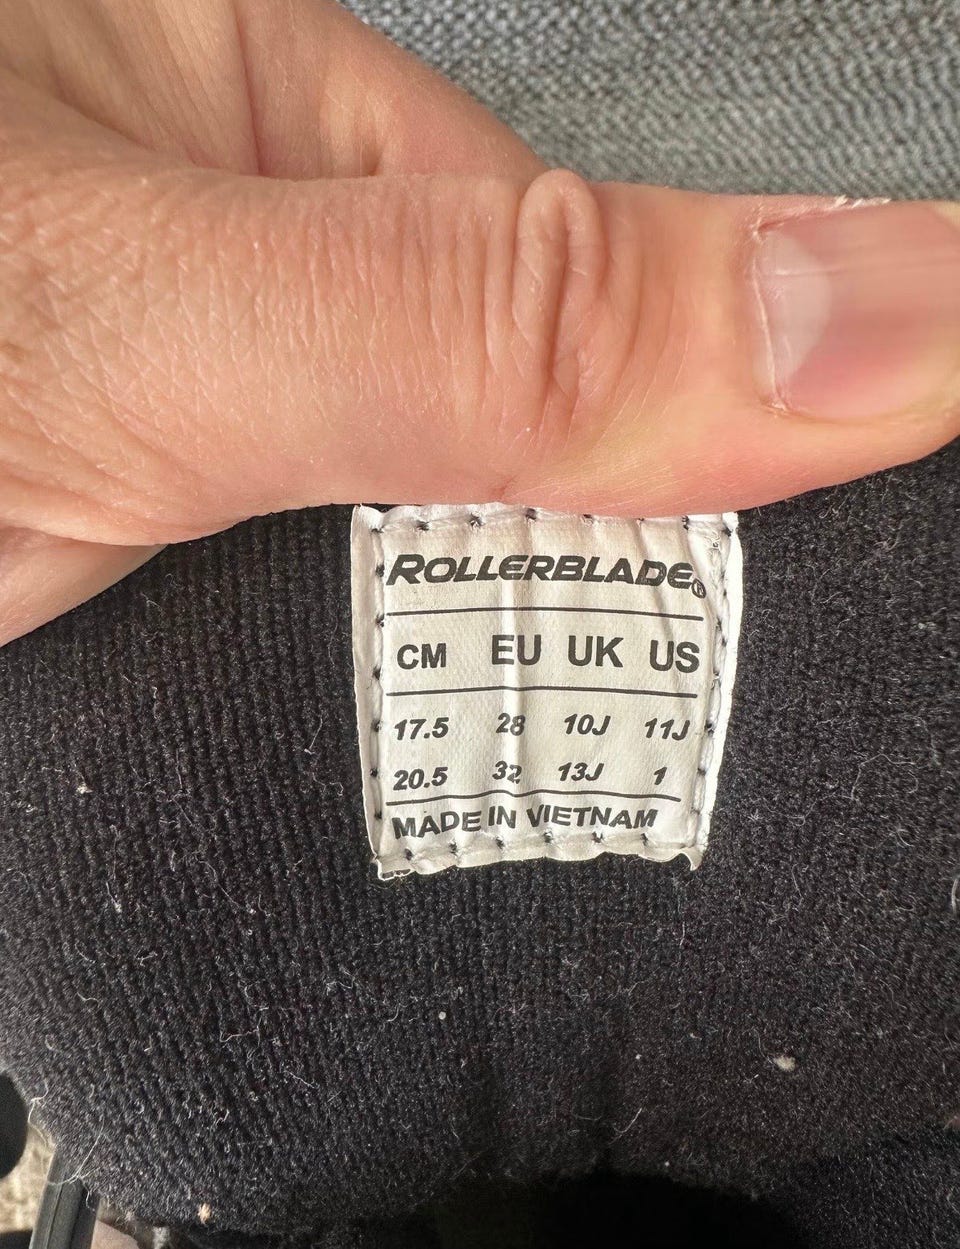 ROLLERBLADE®
CM EU UK US
17.5 28 10J 11J
20.5 32 13J 1
MADE IN VIETNAM